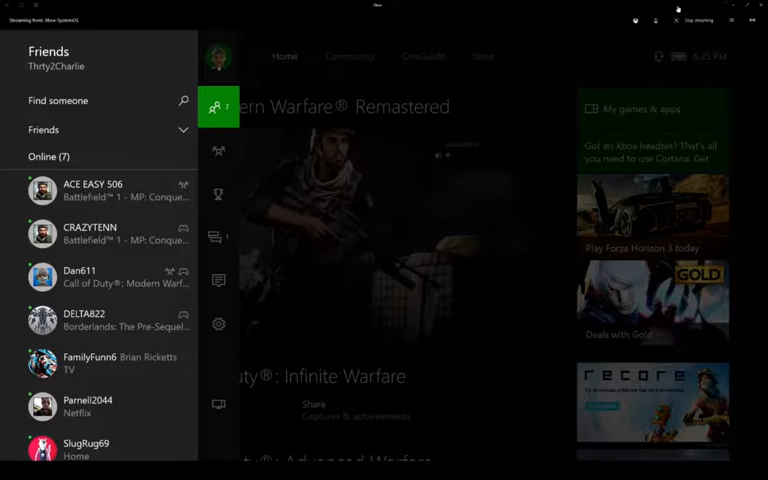 Xbox
Streaming from: Xbox-SystemOS
Stop streaming
Friends
Thrty2Charlie
Find someone
Friends
Online (7)
ACE EASY 506
Battlefield™ 1 - MP: Conque...
CRAZYTENN
Battlefield™ 1 - MP: Conque...
Dan611
Call of Duty®: Modern Warf...
DELTA822
Borderlands: The Pre-Sequel...
FamilyFunn6 Brian Ricketts
TV
Parnell2044
Netflix
SlugRug69
Home
7
1
Home
Community
OneGuide
Store
6:25 PM
ern Warfare® Remastered
My games & apps
Got an Xbox headset? That's all
you need to use Cortana. Get
Play Forza Horizon 3 today
GOLD
Deals with Gold
uty®: Infinite Warfare
Share
Captures & achievements
RECORE
uty®: Advanced Warfare